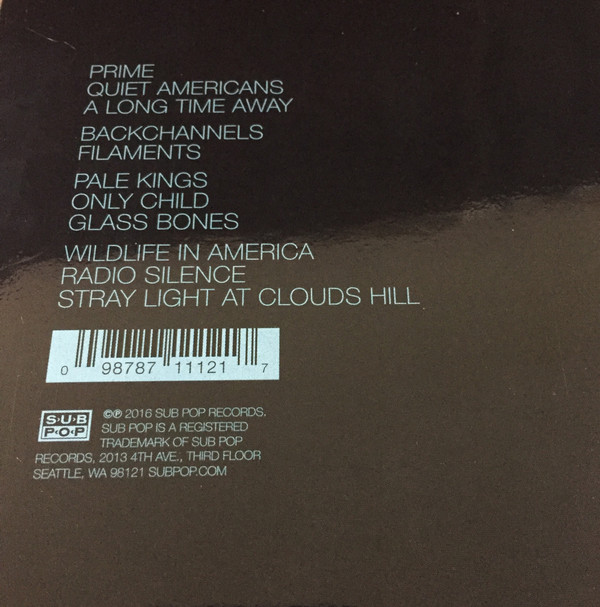 PRIME
QUIET AMERICANS
A LONG TIME AWAY
BACKCHANNELS
FILAMENTS
PALE KINGS
ONLY CHILD
GLASS BONES
WILDLIFE IN AMERICA
RADIO SILENCE
STRAY LIGHT AT CLOUDS HILL
0 98787 11121 7
SUB
POP
©℗ 2016 SUB POP RECORDS.
SUB POP IS A REGISTERED
TRADEMARK OF SUB POP
RECORDS, 2013 4TH AVE., THIRD FLOOR
SEATTLE, WA 98121 SUBPOP.COM